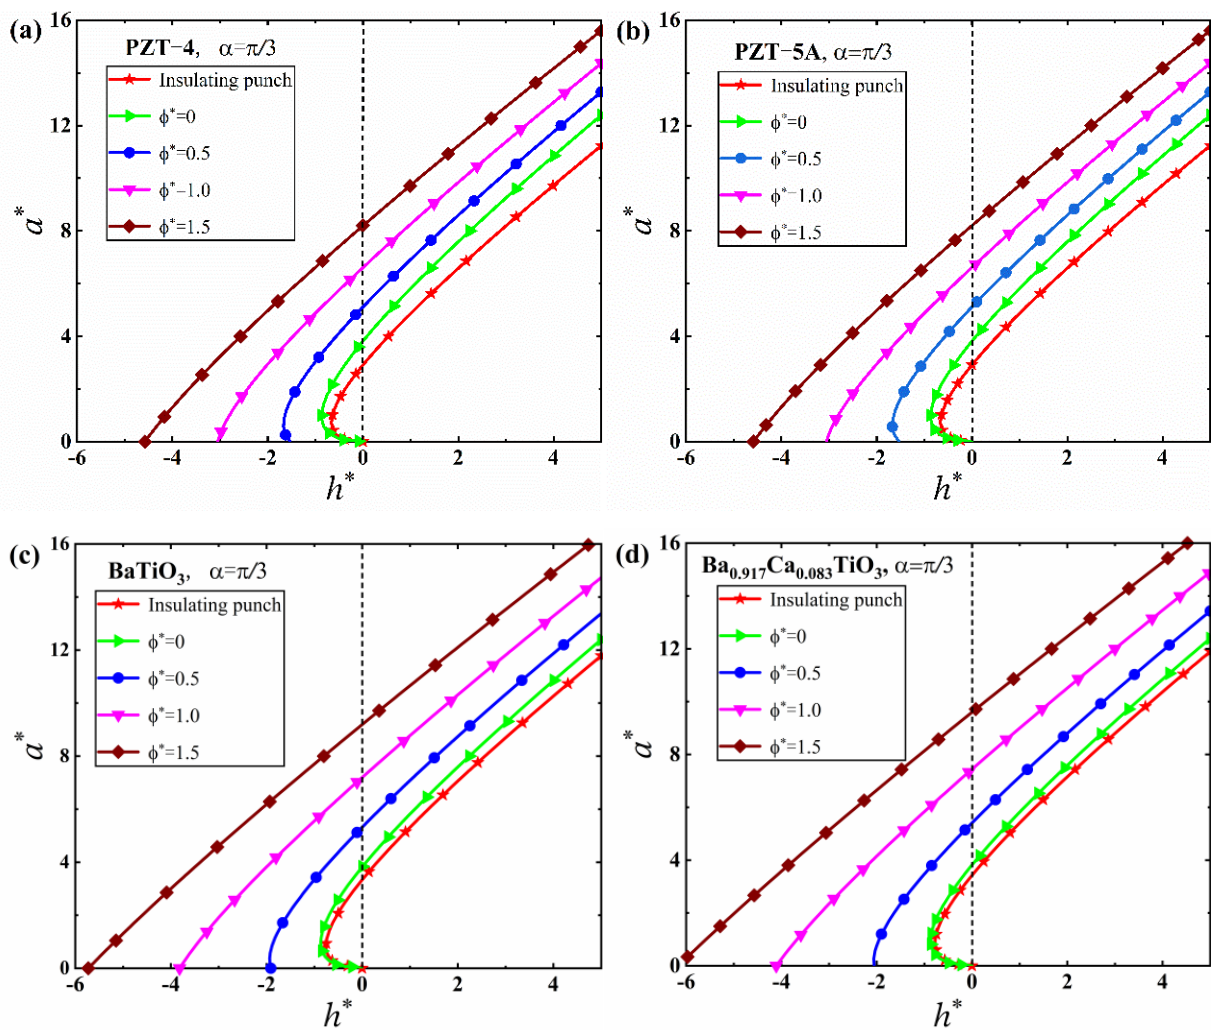 (a)
PZT−4, α=π/3
Insulating punch
ϕ*=0
ϕ*=0.5
ϕ*−1.0
ϕ*=1.5
a*
16
12
8
4
0
-6 -4 -2 0 2 4
h*
(b)
PZT−5A, α=π/3
Insulating punch
ϕ*=0
ϕ*=0.5
ϕ*−1.0
ϕ*=1.5
a*
16
12
8
4
0
-6 -4 -2 0 2 4
h*
(c)
BaTiO₃, α=π/3
Insulating punch
ϕ*=0
ϕ*=0.5
ϕ*=1.0
ϕ*=1.5
a*
16
12
8
4
0
-6 -4 -2 0 2 4
h*
(d)
Ba₀.₉₁₇Ca₀.₀₈₃TiO₃, α=π/3
Insulating punch
ϕ*=0
ϕ*=0.5
ϕ*=1.0
ϕ*=1.5
a*
16
12
8
4
0
-6 -4 -2 0 2 4
h*